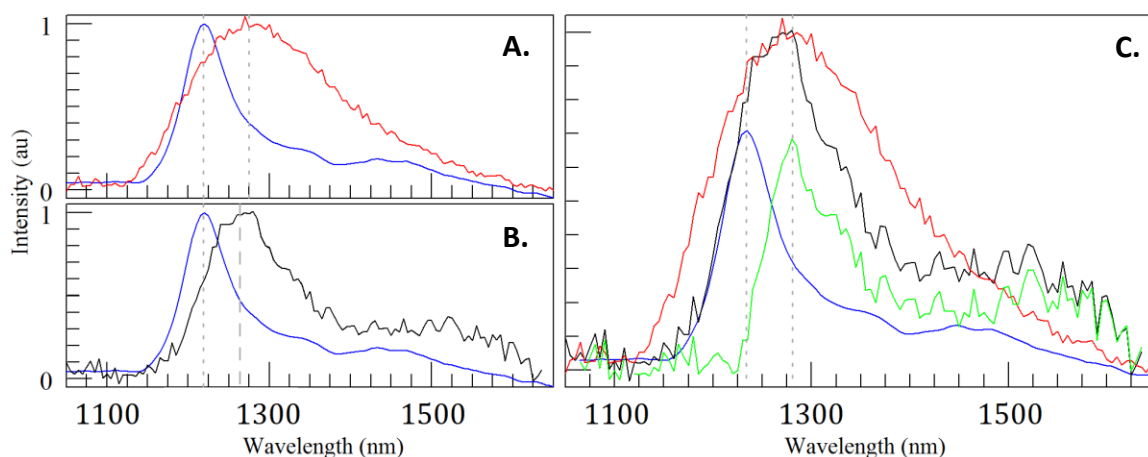 1
A.
Intensity (au)
0
1
B.
0
1100
1300
1500
Wavelength (nm)
C.
1100
1300
1500
Wavelength (nm)